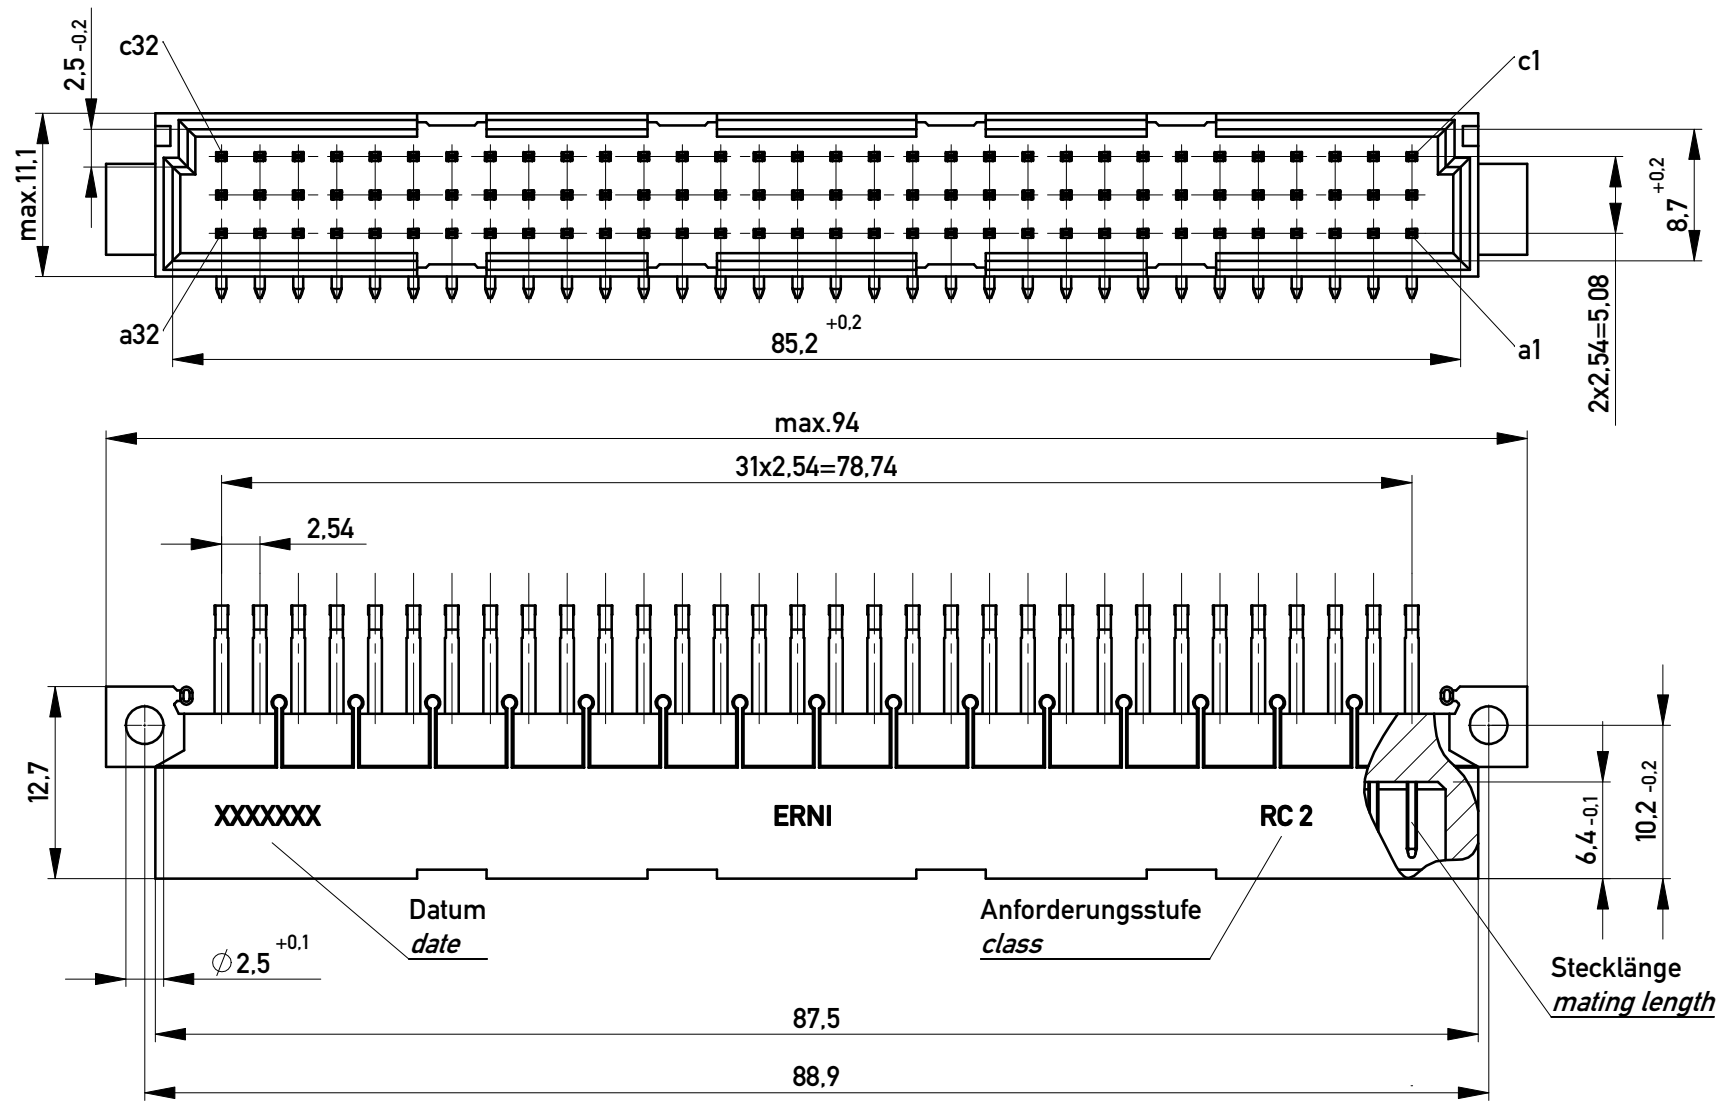 2,5 -0,2
c32
c1
max.11,1
8,7 +0,2
2x2,54=5,08
a32
85,2 +0,2
a1
max.94
31x2,54=78,74
2,54
12,7
XXXXXXX
ERNI
RC 2
6,4 -0,1
10,2 -0,2
Datum
date
Anforderungsstufe
class
∅ 2,5 +0,1
Stecklänge
mating length
87,5
88,9